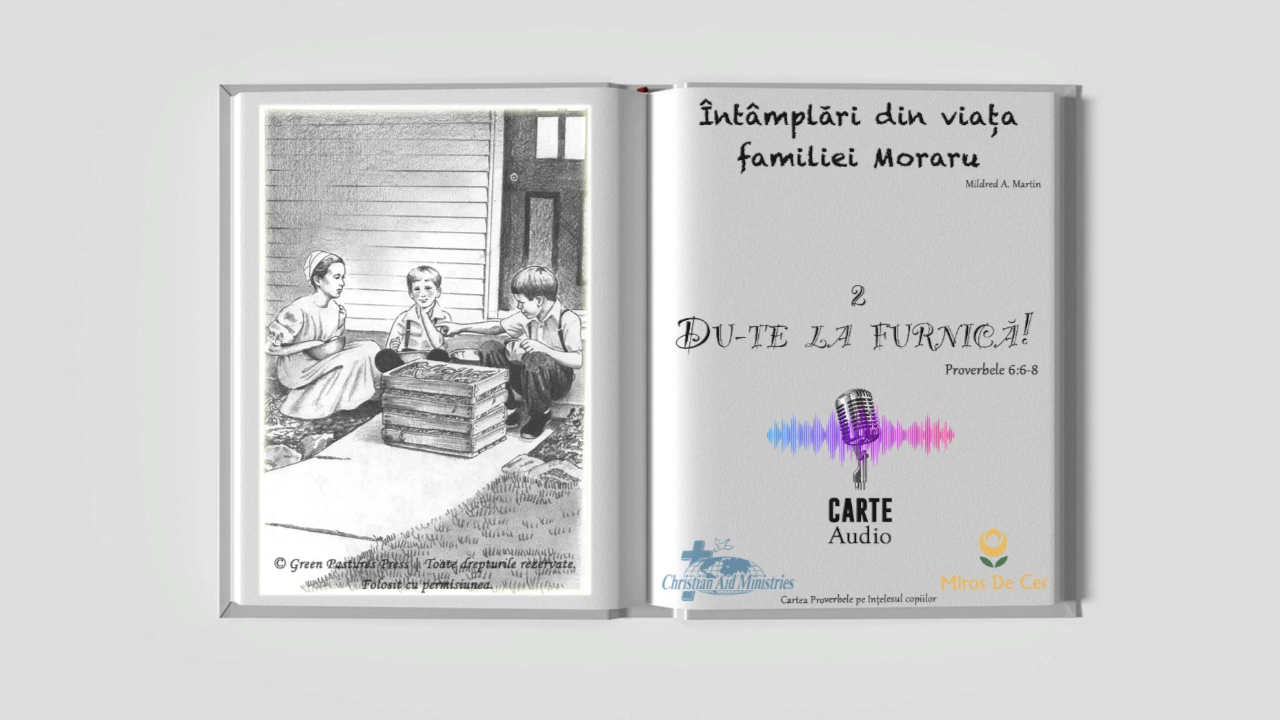 © Green Pastures Press | Toate drepturile rezervate.
Folosit cu permisiunea.
Întâmplări din viața
familiei Moraru
Mildred A. Martin
2
DU-TE LA FURNICĂ!
Proverbele 6:6-8
CARTE
Audio
Christian Aid Ministries
Miros De Cer
Cartea Proverbele pe înțelesul copiilor